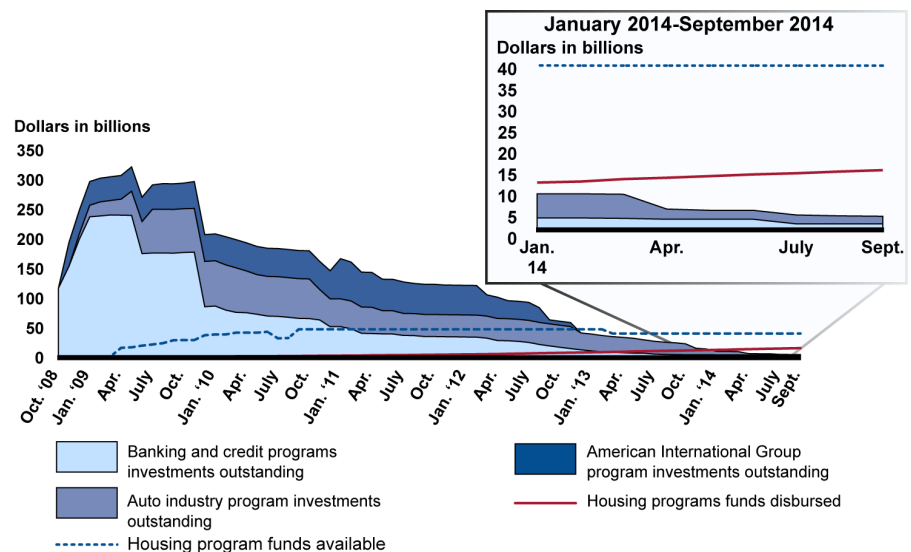 January 2014-September 2014
Dollars in billions
40
35
30
25
20
15
10
5
0
Jan.
14
Apr.
July
Sept.
Dollars in billions
350
300
250
200
150
100
50
0
Oct. '08
Jan. '09
Apr.
July
Oct.
Jan. '10
Apr.
July
Oct.
Jan. '11
Apr.
July
Oct.
Jan. '12
Apr.
July
Oct.
Jan. '13
Apr.
July
Oct.
Jan. '14
Apr.
July
Sept.
Banking and credit programs
investments outstanding
Auto industry program investments
outstanding
Housing program funds available
American International Group
program investments outstanding
Housing programs funds disbursed